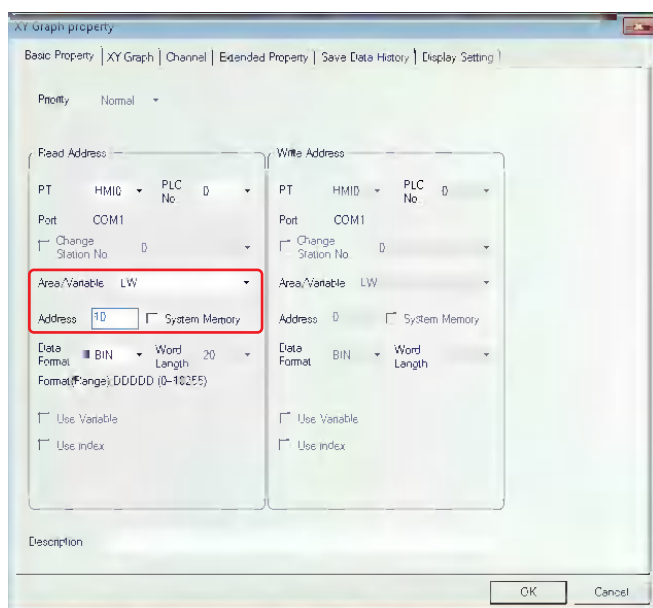 XY Graph property
Basic Property XY Graph Channel Extended Property Save Data History Display Setting
Priority Normal
Read Address
PT HMI0 PLC No. 0
Port COM1
Change Station No. 0
Area/Variable LW
Address 10 System Memory
Data Format BIN Word Length 20
Format(Range):DDDDD (0-10255)
Use Variable
Use index
Write Address
PT HMI0 PLC No. 0
Port COM1
Change Station No. 0
Area/Variable LW
Address 0 System Memory
Data Format BIN Word Length
Use Variable
Use index
Description
OK Cancel